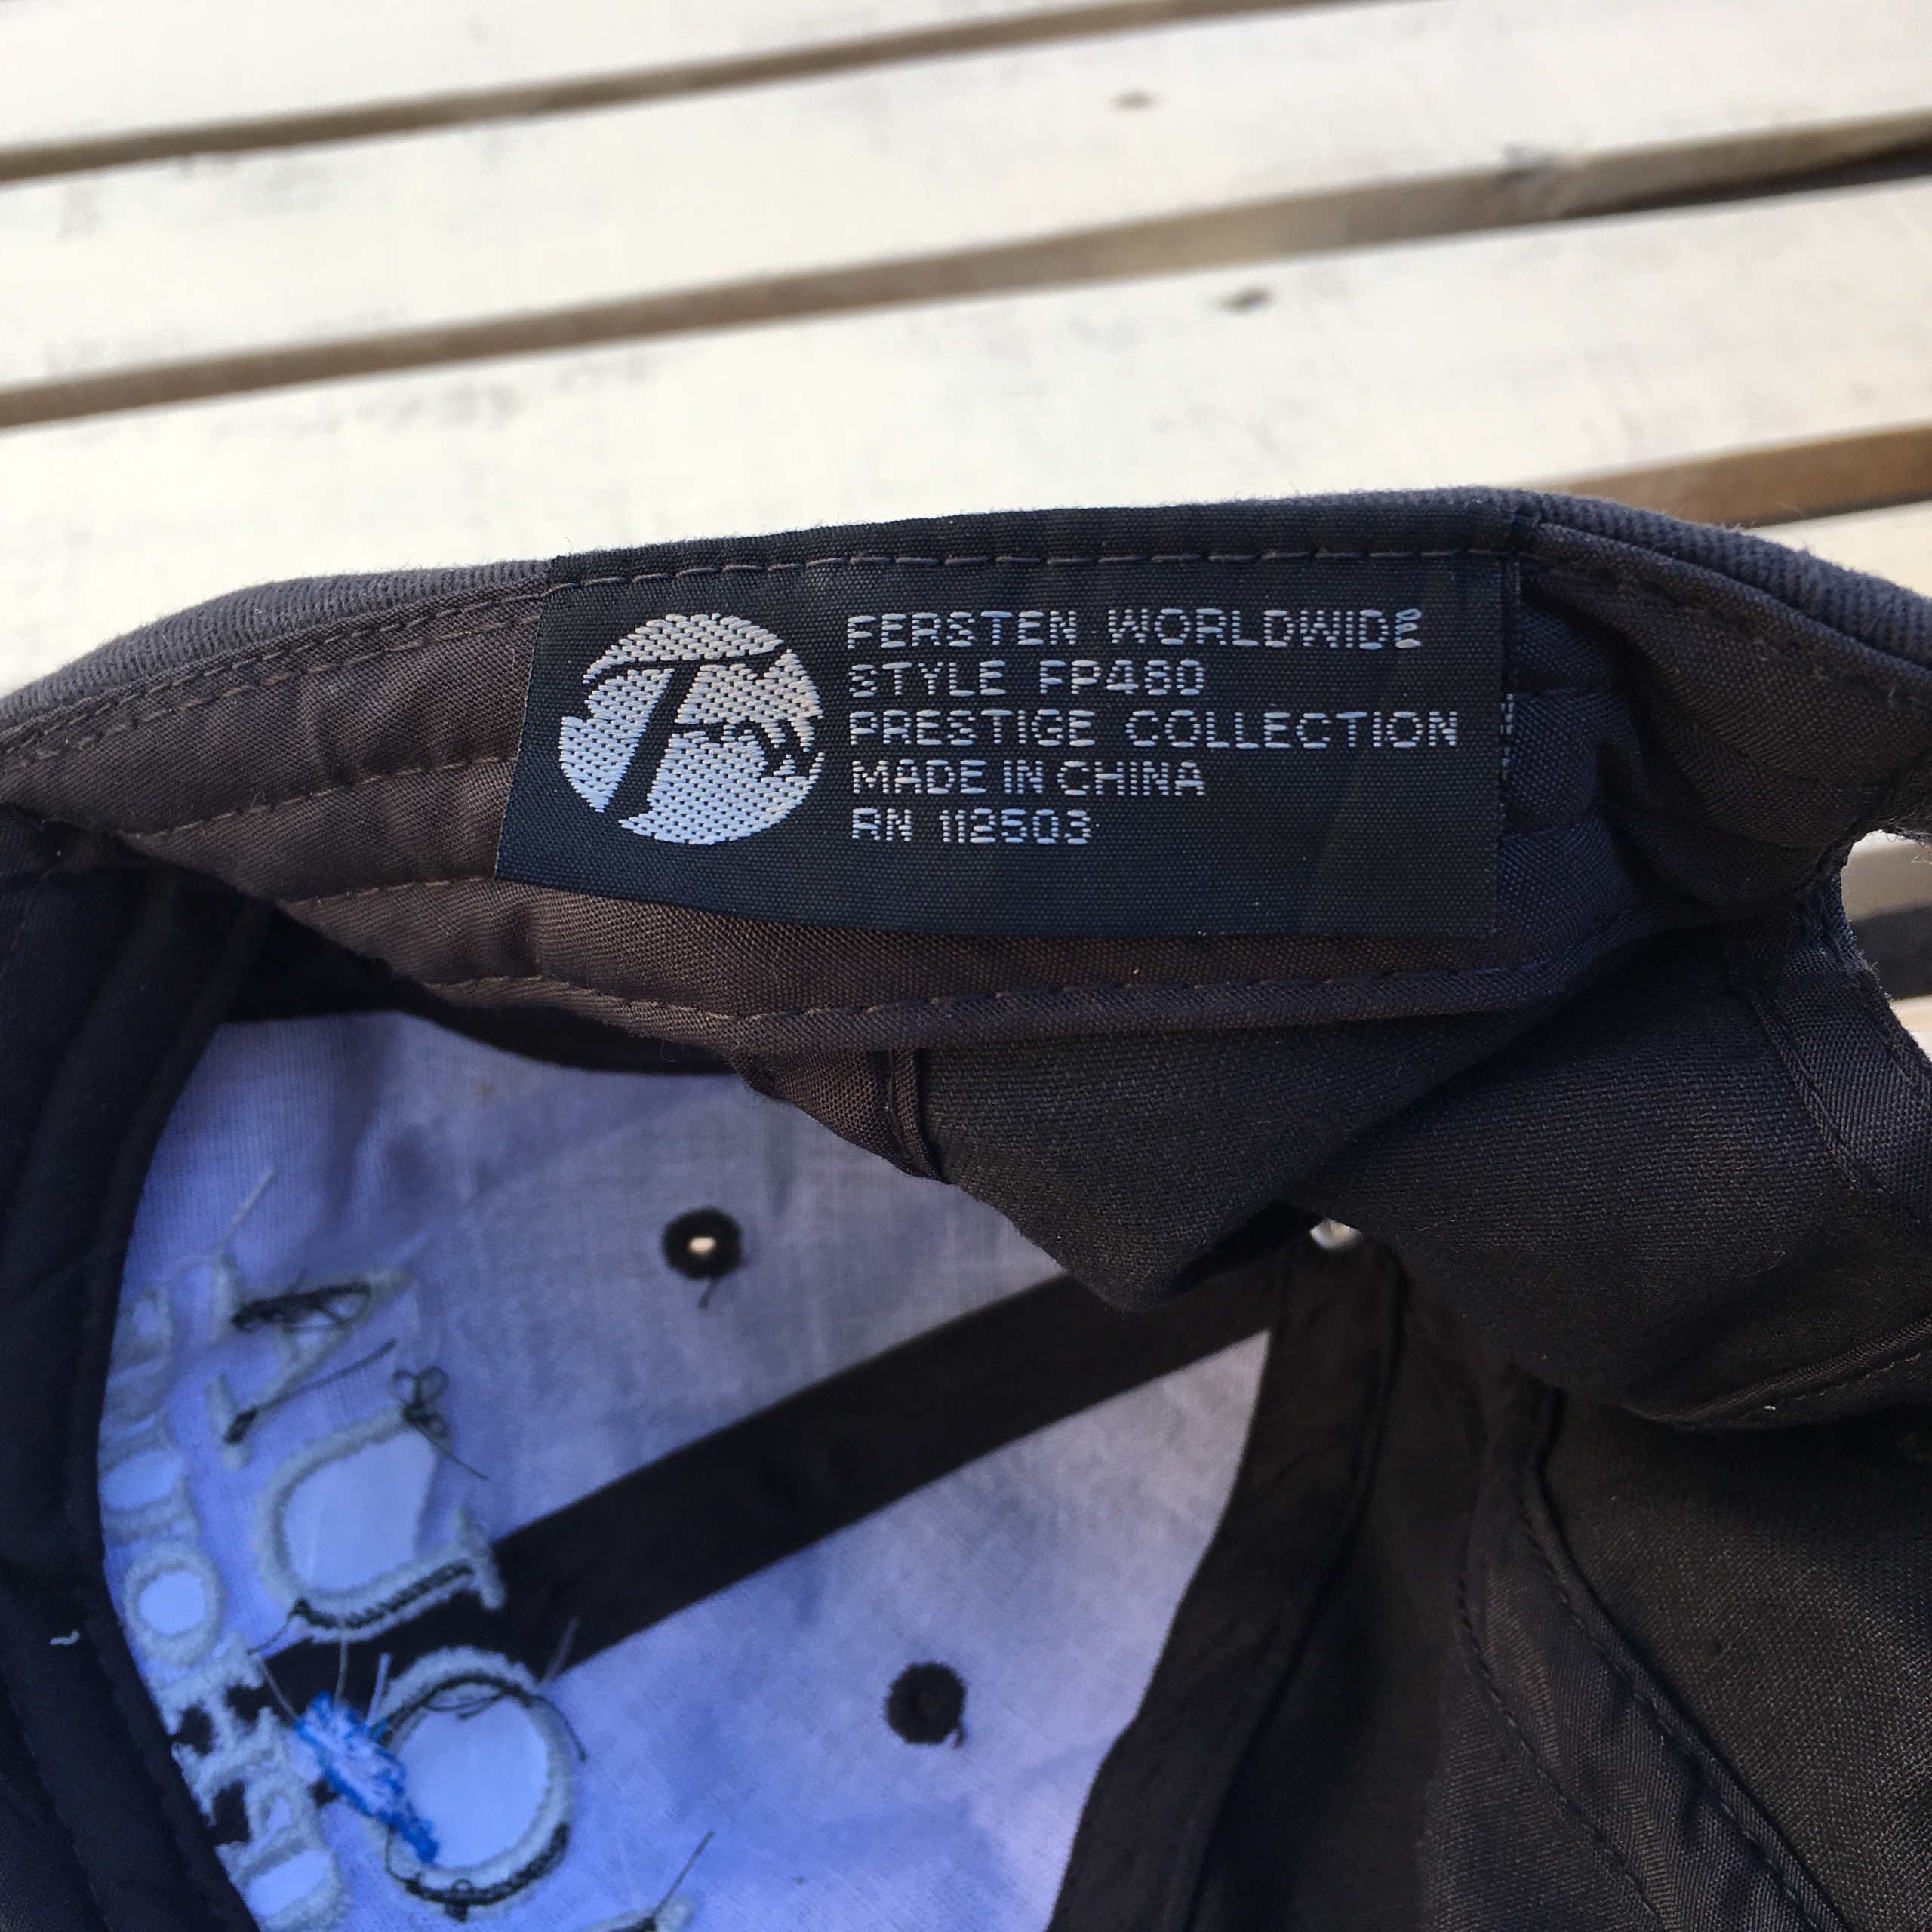 FERSTEN WORLDWIDE
STYLE FP480
PRESTIGE COLLECTION
MADE IN CHINA
RN 112503